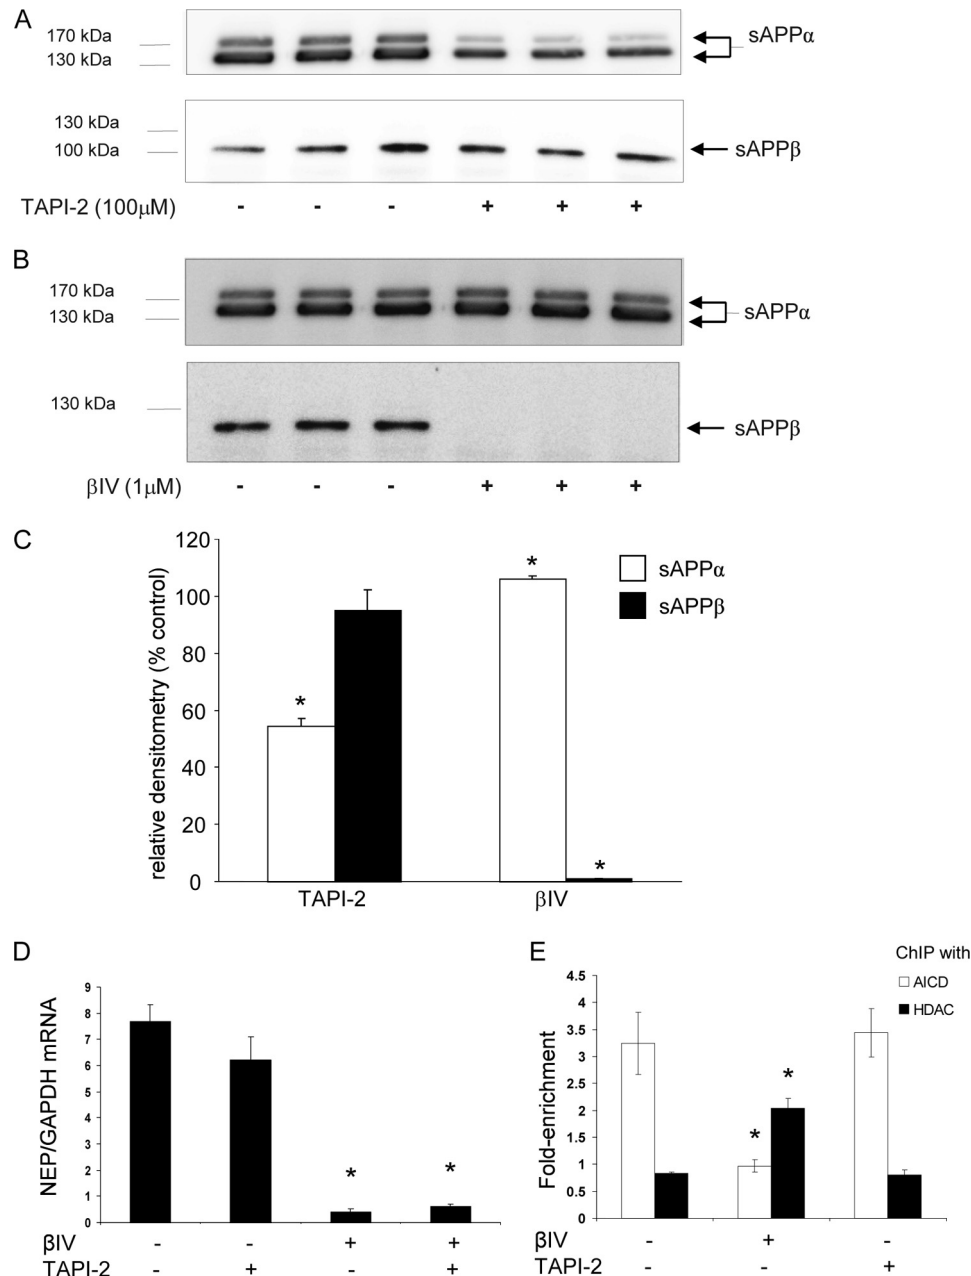 A
170 kDa
130 kDa
sAPPα
130 kDa
100 kDa
sAPPβ
TAPI-2 (100μM) - - - + + +
B
170 kDa
130 kDa
sAPPα
130 kDa
sAPPβ
βIV (1μM) - - - + + +
C
relative densitometry (% control)
120
100
80
60
40
20
0
* * *
sAPPα
sAPPβ
TAPI-2 βIV
D
NEP/GAPDH mRNA
9
8
7
6
5
4
3
2
1
0
* *
βIV - - + +
TAPI-2 - + - +
E
ChIP with
AICD
HDAC
Fold-enrichment
4.5
4
3.5
3
2.5
2
1.5
1
0.5
0
* *
βIV - + -
TAPI-2 - - +